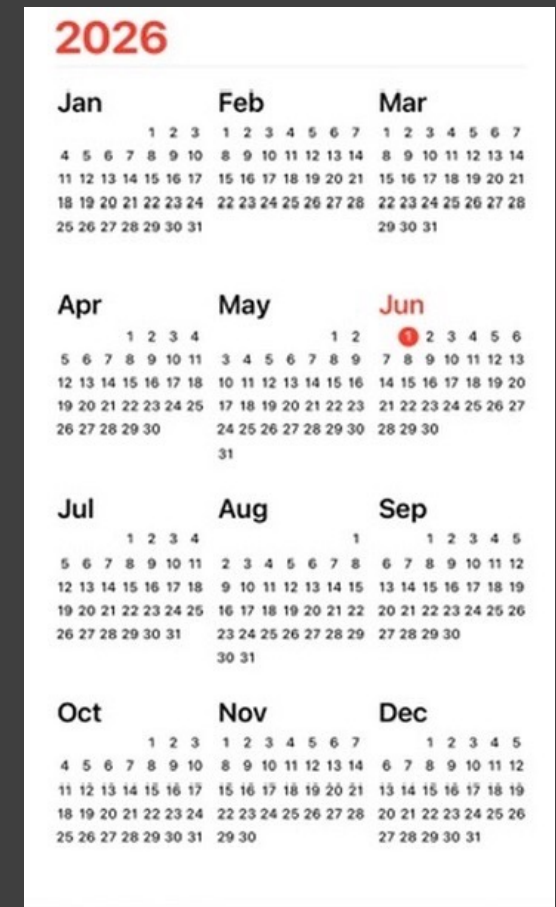 2026
Jan Feb Mar
1 2 3 1 2 3 4 5 6 7 1 2 3 4 5 6 7
4 5 6 7 8 9 10 8 9 10 11 12 13 14 8 9 10 11 12 13 14
11 12 13 14 15 16 17 15 16 17 18 19 20 21 15 16 17 18 19 20 21
18 19 20 21 22 23 24 22 23 24 25 26 27 28 22 23 24 25 26 27 28
25 26 27 28 29 30 31 29 30 31
Apr May Jun
1 2 3 4 1 2 1 2 3 4 5 6
5 6 7 8 9 10 11 3 4 5 6 7 8 9 7 8 9 10 11 12 13
12 13 14 15 16 17 18 10 11 12 13 14 15 16 14 15 16 17 18 19 20
19 20 21 22 23 24 25 17 18 19 20 21 22 23 21 22 23 24 25 26 27
26 27 28 29 30 24 25 26 27 28 29 30 28 29 30
31
Jul Aug Sep
1 2 3 4 1 1 2 3 4 5
5 6 7 8 9 10 11 2 3 4 5 6 7 8 6 7 8 9 10 11 12
12 13 14 15 16 17 18 9 10 11 12 13 14 15 13 14 15 16 17 18 19
19 20 21 22 23 24 25 16 17 18 19 20 21 22 20 21 22 23 24 25 26
26 27 28 29 30 31 23 24 25 26 27 28 29 27 28 29 30
30 31
Oct Nov Dec
1 2 3 1 2 3 4 5 6 7 1 2 3 4 5
4 5 6 7 8 9 10 8 9 10 11 12 13 14 6 7 8 9 10 11 12
11 12 13 14 15 16 17 15 16 17 18 19 20 21 13 14 15 16 17 18 19
18 19 20 21 22 23 24 22 23 24 25 26 27 28 20 21 22 23 24 25 26
25 26 27 28 29 30 31 29 30 27 28 29 30 31